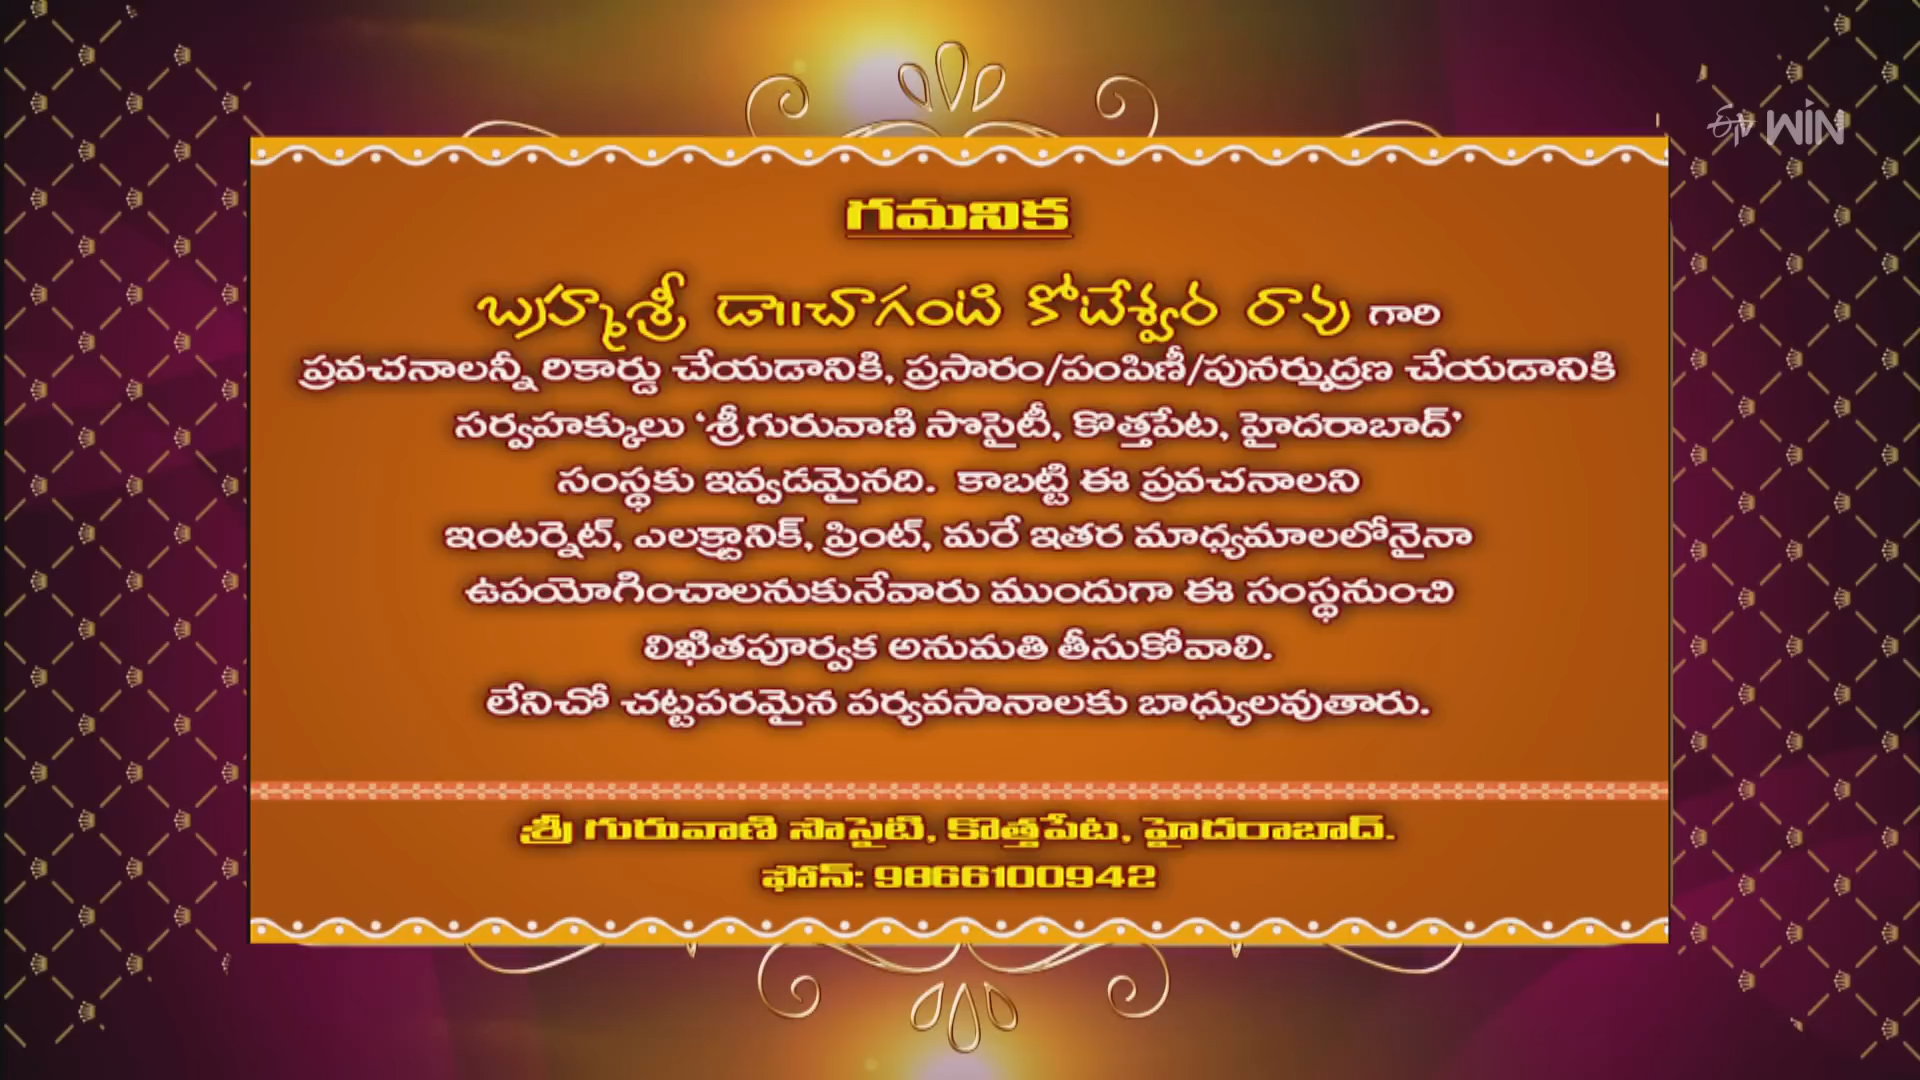 ఈటీవీ WIN
గమనిక
బ్రహ్మశ్రీ డా॥చాగంటి కోటేశ్వర రావు గారి
ప్రవచనాలన్నీ రికార్డు చేయడానికి, ప్రసారం/పంపిణీ/పునర్ముద్రణ చేయడానికి
సర్వహక్కులు ‘శ్రీగురువాణి సొసైటీ, కొత్తపేట, హైదరాబాద్’
సంస్థకు ఇవ్వడమైనది. కాబట్టి ఈ ప్రవచనాలని
ఇంటర్నెట్, ఎలక్ట్రానిక్, ప్రింట్, మరే ఇతర మాధ్యమాలలోనైనా
ఉపయోగించాలనుకునేవారు ముందుగా ఈ సంస్థనుంచి
లిఖితపూర్వక అనుమతి తీసుకోవాలి.
లేనిచో చట్టపరమైన పర్యవసానాలకు బాధ్యులవుతారు.
శ్రీ గురువాణి సొసైటి, కొత్తపేట, హైదరాబాద్.
ఫోన్: 9866100942